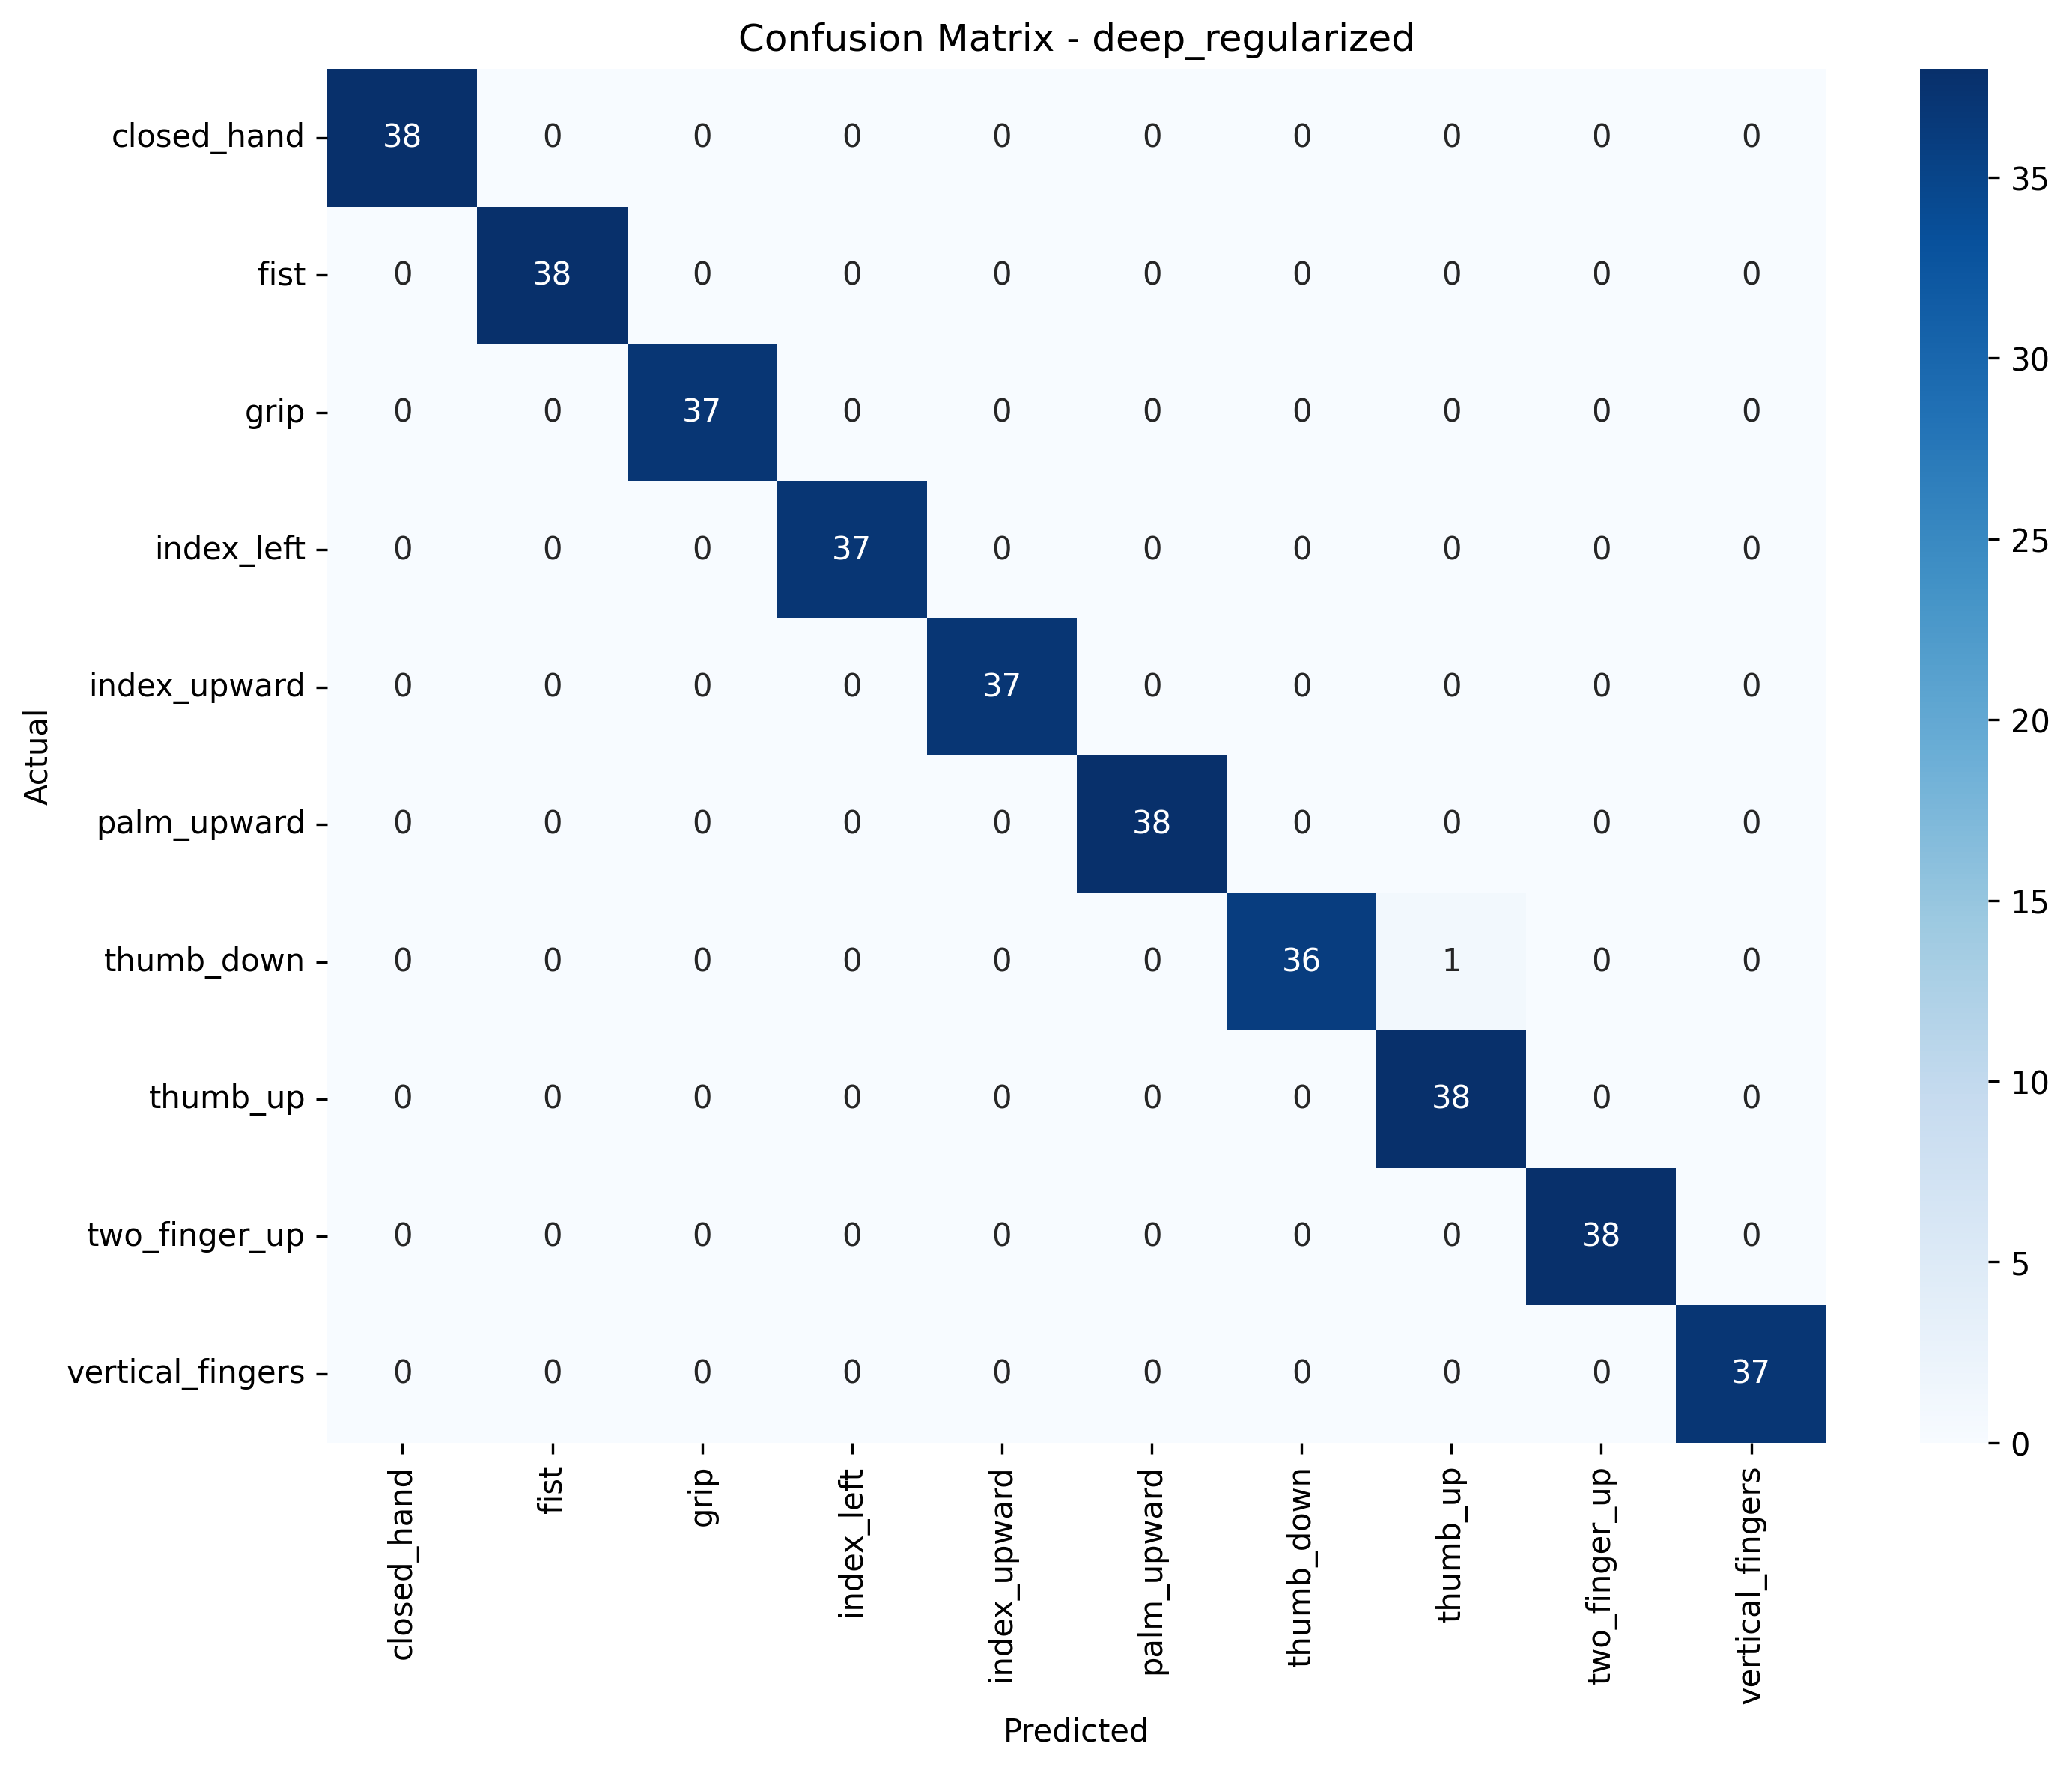 Confusion Matrix - deep_regularized
closed_hand 38 0 0 0 0 0 0 0 0 0
fist 0 38 0 0 0 0 0 0 0 0
grip 0 0 37 0 0 0 0 0 0 0
index_left 0 0 0 37 0 0 0 0 0 0
index_upward 0 0 0 0 37 0 0 0 0 0
palm_upward 0 0 0 0 0 38 0 0 0 0
thumb_down 0 0 0 0 0 0 36 1 0 0
thumb_up 0 0 0 0 0 0 0 38 0 0
two_finger_up 0 0 0 0 0 0 0 0 38 0
vertical_fingers 0 0 0 0 0 0 0 0 0 37
Actual
closed_hand
fist
grip
index_left
index_upward
palm_upward
thumb_down
thumb_up
two_finger_up
vertical_fingers
Predicted
35
30
25
20
15
10
5
0